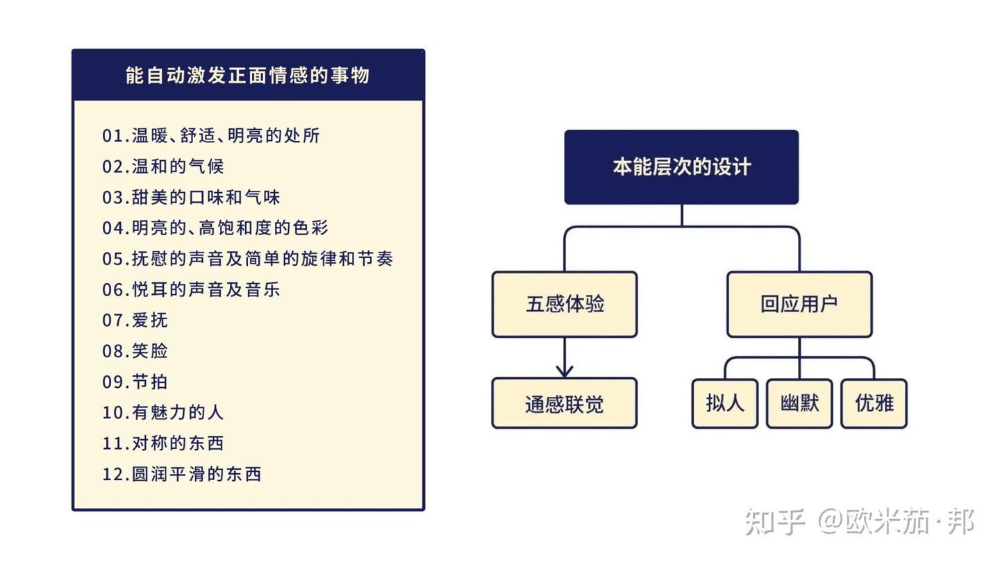 能自动激发正面情感的事物
01.温暖、舒适、明亮的处所
02.温和的气候
03.甜美的口味和气味
04.明亮的、高饱和度的色彩
05.抚慰的声音及简单的旋律和节奏
06.悦耳的声音及音乐
07.爱抚
08.笑脸
09.节拍
10.有魅力的人
11.对称的东西
12.圆润平滑的东西
本能层次的设计
五感体验
回应用户
通感联觉
拟人
幽默
优雅
知乎 @欧米茄·邦